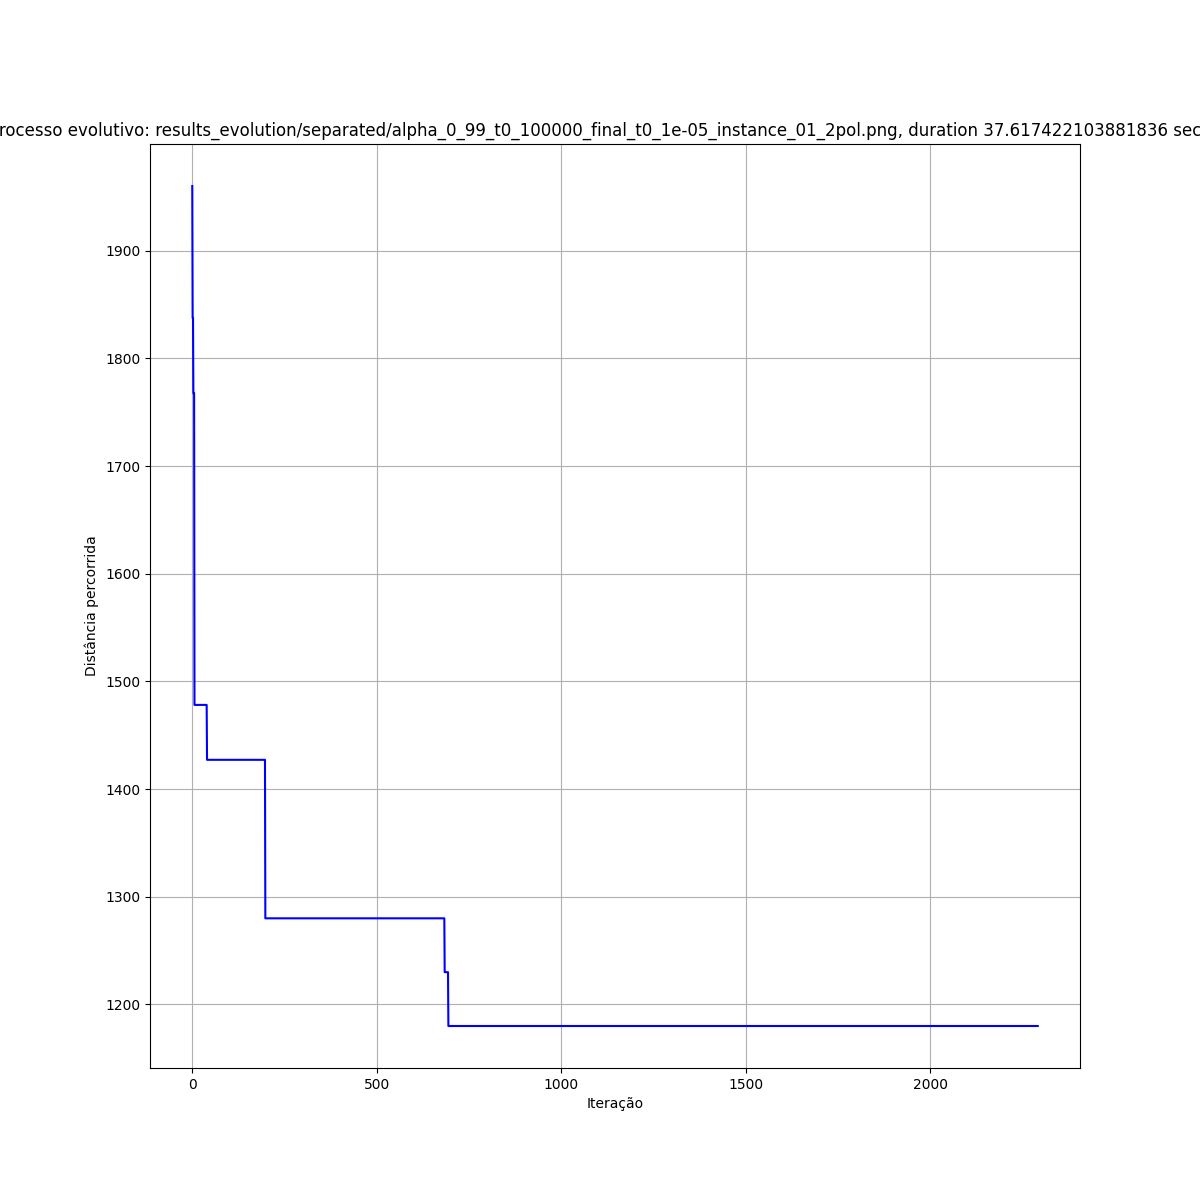 rocesso evolutivo: results_evolution/separated/alpha_0_99_t0_100000_final_t0_1e-05_instance_01_2pol.png, duration 37.617422103881836 sec
1900
1800
1700
1600
1500
1400
1300
1200
Distância percorrida
0 500 1000 1500 2000
Iteração